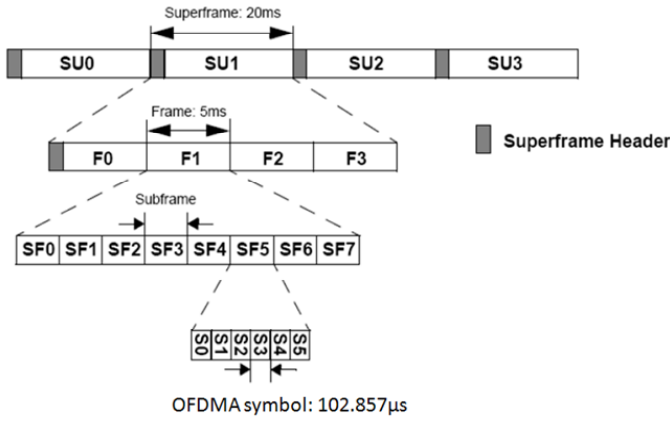 Superframe: 20ms
SU0 SU1 SU2 SU3
Frame: 5ms
F0 F1 F2 F3
Superframe Header
Subframe
SF0 SF1 SF2 SF3 SF4 SF5 SF6 SF7
S0 S1 S2 S3 S4 S5
OFDMA symbol: 102.857µs